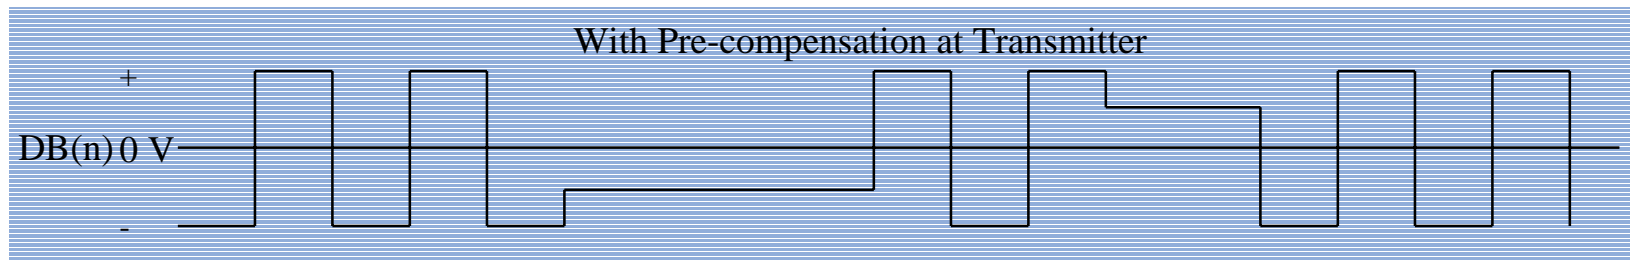 With Pre-compensation at Transmitter
+
DB(n) 0 V
-